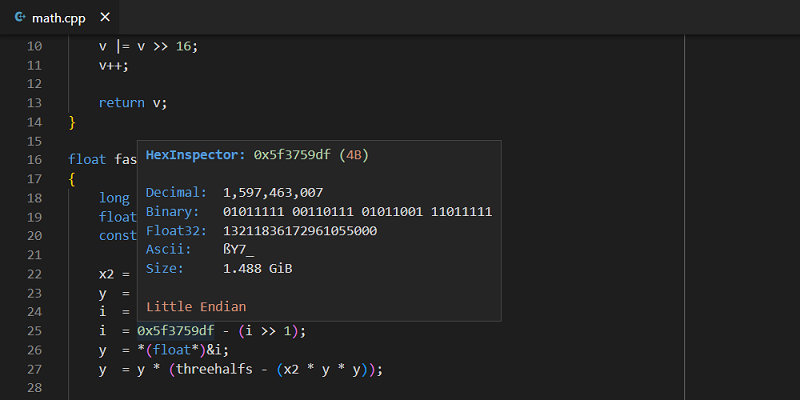 math.cpp
10 v |= v >> 16;
11 v++;
12
13 return v;
14 }
15
16 float fas
17 {
18 long
19 float
20 const
21
22 x2 =
23 y =
24 i =
25 i = 0x5f3759df - (i >> 1);
26 y = *(float*)&i;
27 y = y * (threehalfs - (x2 * y * y));
28
HexInspector: 0x5f3759df (4B)
Decimal: 1,597,463,007
Binary: 01011111 00110111 01011001 11011111
Float32: 13211836172961055000
Ascii: ßY7_
Size: 1.488 GiB
Little Endian